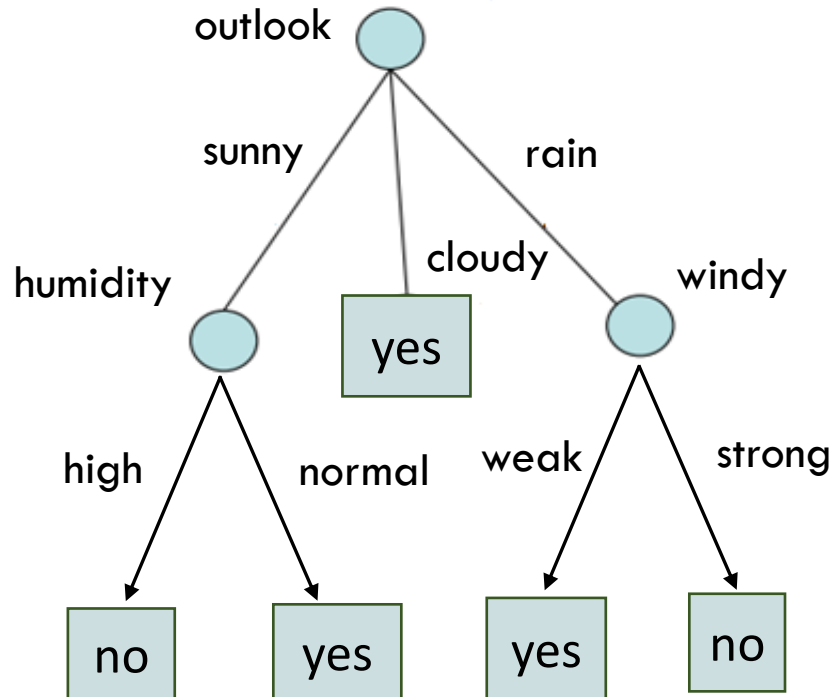 outlook
sunny
rain
cloudy
humidity
windy
yes
high
normal
weak
strong
no
yes
yes
no